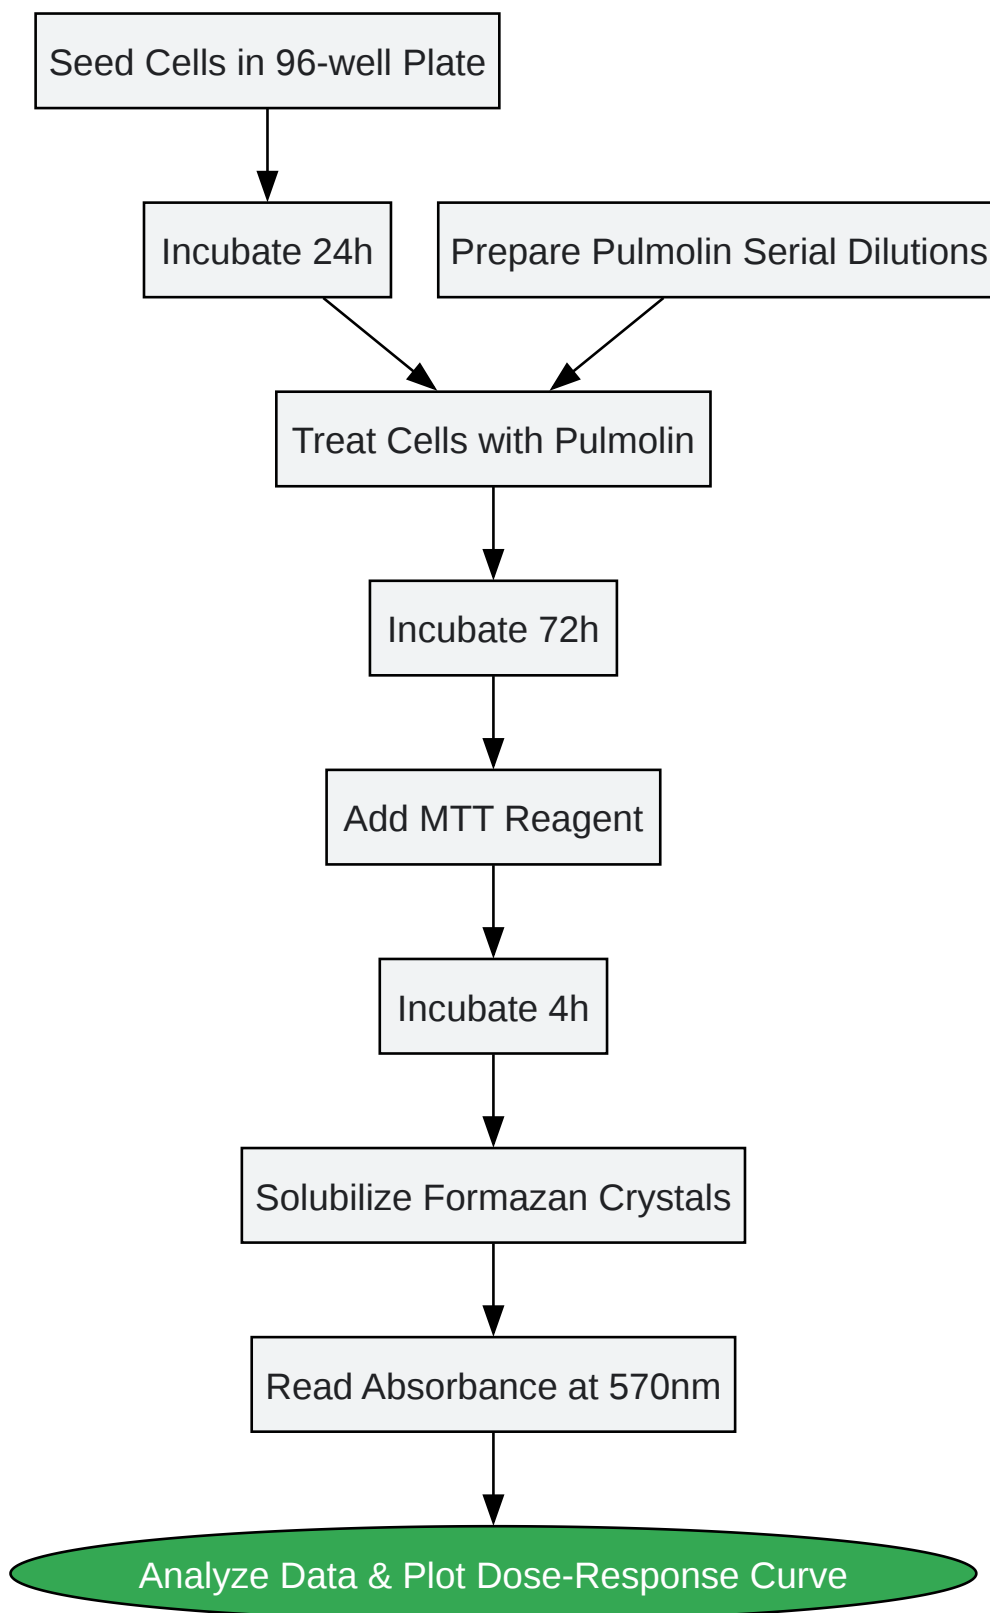 Seed Cells in 96-well Plate
Incubate 24h
Prepare Pulmolin Serial Dilutions
Treat Cells with Pulmolin
Incubate 72h
Add MTT Reagent
Incubate 4h
Solubilize Formazan Crystals
Read Absorbance at 570nm
Analyze Data & Plot Dose-Response Curve